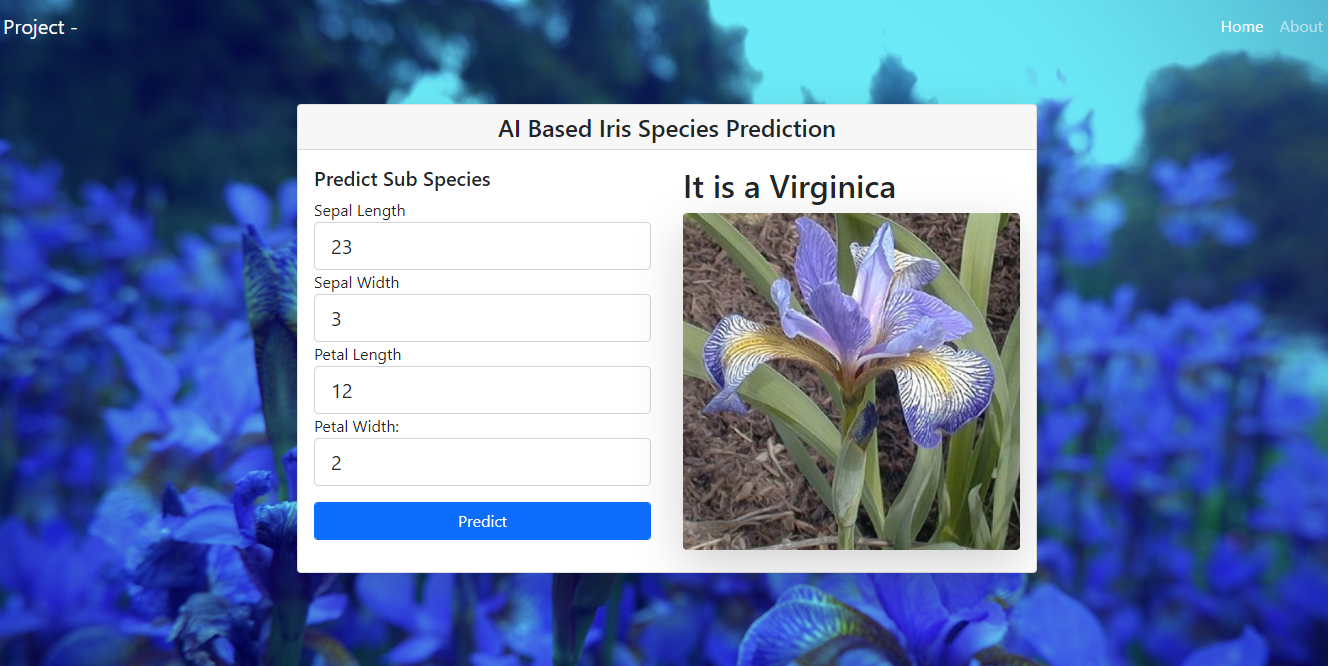 Project -
Home About
AI Based Iris Species Prediction
Predict Sub Species
Sepal Length
23
Sepal Width
3
Petal Length
12
Petal Width:
2
Predict
It is a Virginica